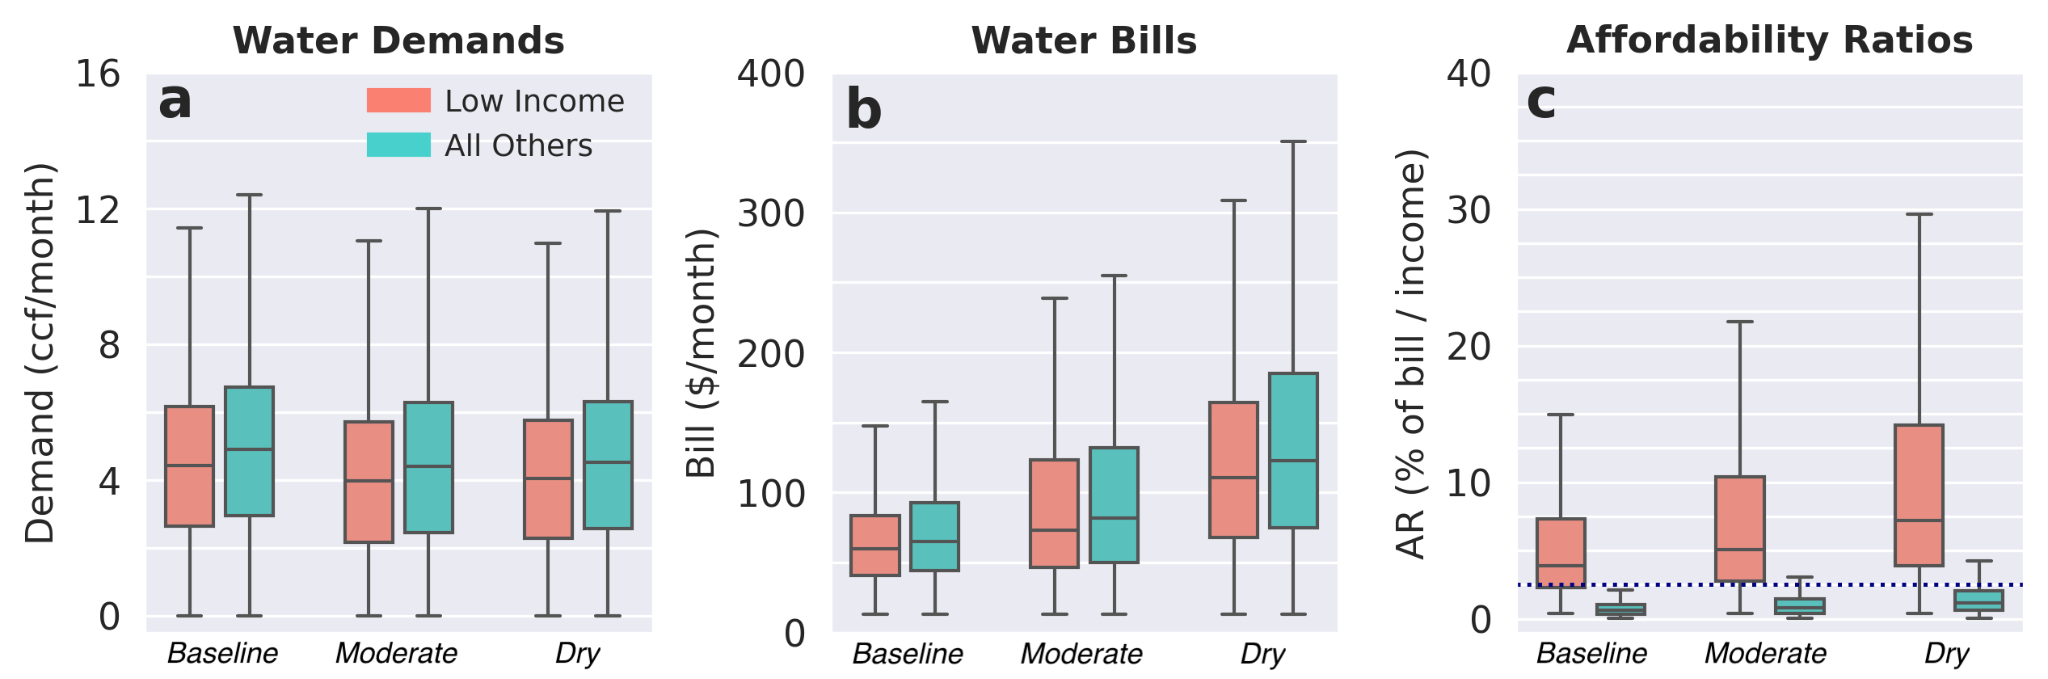 Water Demands
a
Low Income
All Others
Demand (ccf/month)
16
12
8
4
0
Baseline Moderate Dry
Water Bills
b
Bill ($/month)
400
300
200
100
0
Baseline Moderate Dry
Affordability Ratios
c
AR (% of bill / income)
40
30
20
10
0
Baseline Moderate Dry